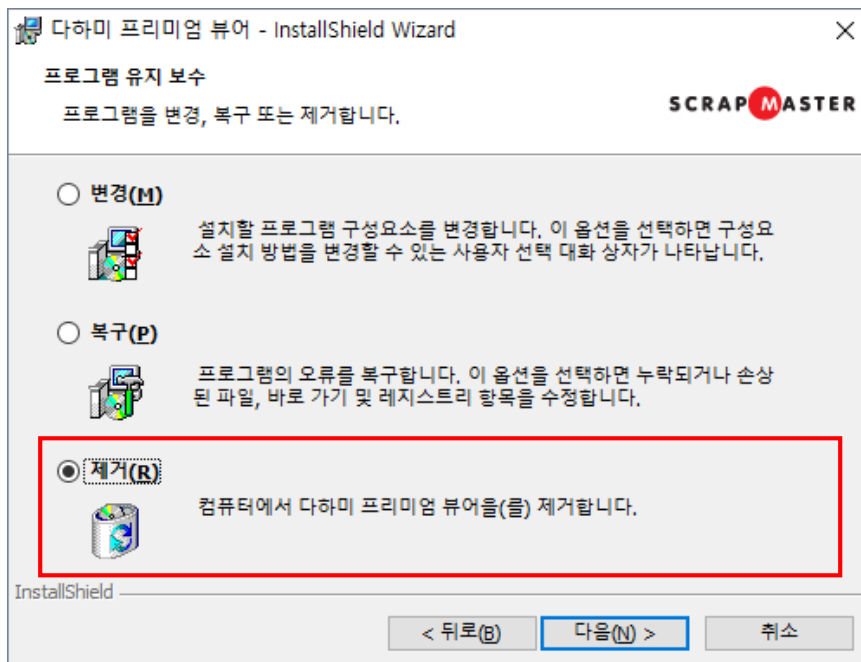 다하미 프리미엄 뷰어 - InstallShield Wizard
프로그램 유지 보수
프로그램을 변경, 복구 또는 제거합니다.
SCRAPMASTER
변경(M)
설치할 프로그램 구성요소를 변경합니다. 이 옵션을 선택하면 구성요
소 설치 방법을 변경할 수 있는 사용자 선택 대화 상자가 나타납니다.
복구(P)
프로그램의 오류를 복구합니다. 이 옵션을 선택하면 누락되거나 손상
된 파일, 바로 가기 및 레지스트리 항목을 수정합니다.
제거(R)
컴퓨터에서 다하미 프리미엄 뷰어을(를) 제거합니다.
InstallShield
< 뒤로(B) 다음(N) > 취소